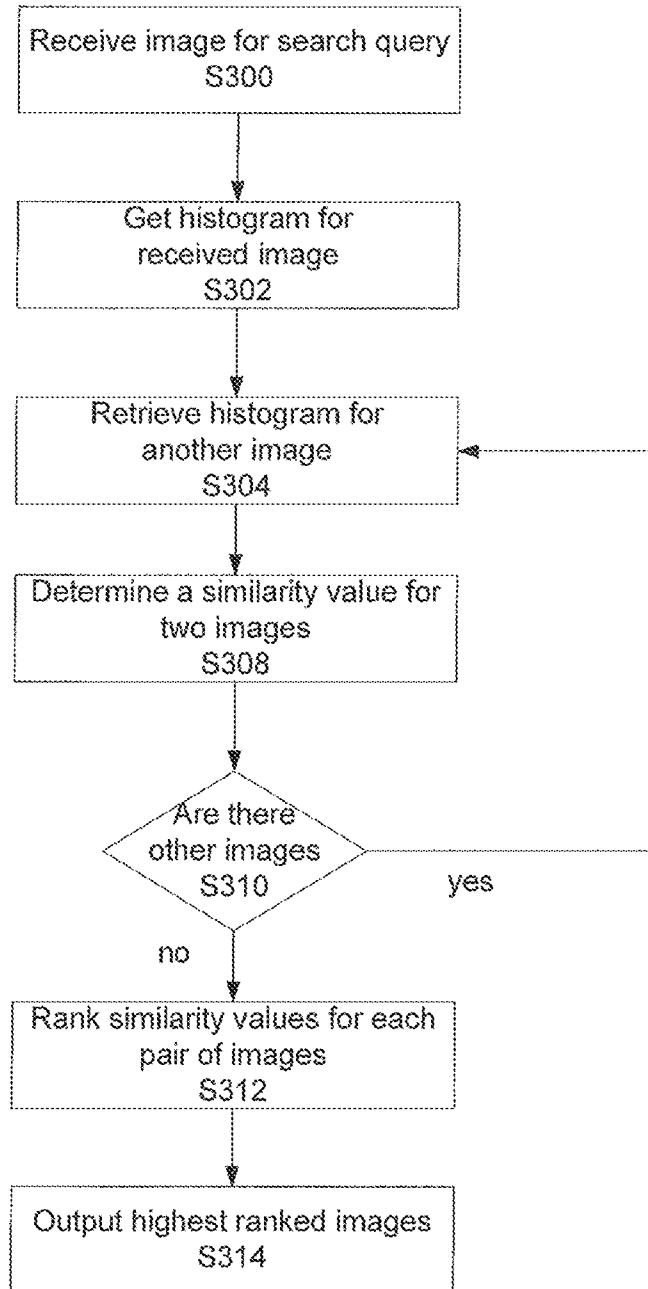 Receive image for search query
S300
Get histogram for
received image
S302
Retrieve histogram for
another image
S304
Determine a similarity value for
two images
S308
Are there
other images
S310
yes
no
Rank similarity values for each
pair of images
S312
Output highest ranked images
S314